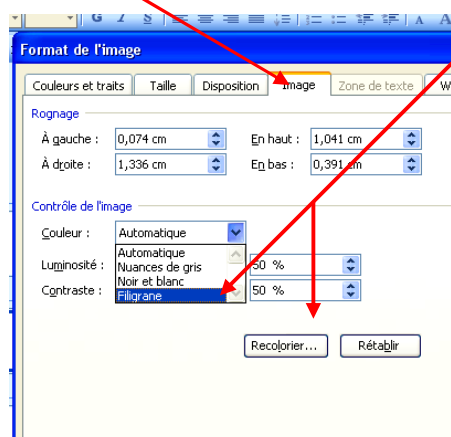 G I S A A
Format de l'image
Couleurs et traits Taille Disposition Image Zone de texte W
Rognage
À gauche : 0,074 cm En haut : 1,041 cm
À droite : 1,336 cm En bas : 0,391 cm
Contrôle de l'image
Couleur : Automatique
Automatique
Luminosité : Nuances de gris 50 %
Noir et blanc
Contraste : Filigrane 50 %
Recolorier... Rétablir